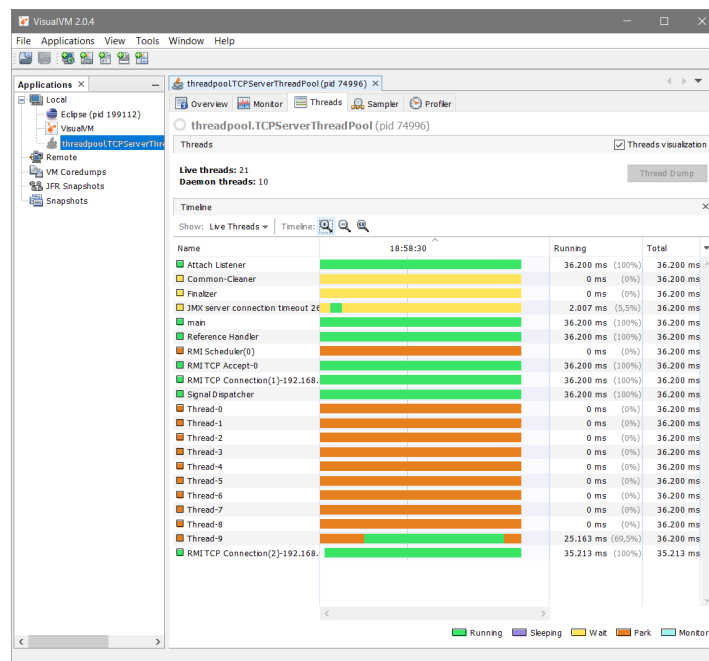 VisualVM 2.0.4
File Applications View Tools Window Help
Applications
Local
Eclipse (pid 199112)
VisualVM
threadpool.TCPServerThre
Remote
VM Coredumps
JFR Snapshots
Snapshots
threadpool.TCPServerThreadPool (pid 74996)
Overview Monitor Threads Sampler Profiler
threadpool.TCPServerThreadPool (pid 74996)
Threads Threads visualization
Live threads: 21
Daemon threads: 10
Thread Dump
Timeline
Show: Live Threads Timeline:
Name 18:58:30 Running Total
Attach Listener 36.200 ms (100%) 36.200 ms
Common-Cleaner 0 ms (0%) 36.200 ms
Finalizer 0 ms (0%) 36.200 ms
JMX server connection timeout 26 2.007 ms (5,5%) 36.200 ms
main 36.200 ms (100%) 36.200 ms
Reference Handler 36.200 ms (100%) 36.200 ms
RMI Scheduler(0) 0 ms (0%) 36.200 ms
RMI TCP Accept-0 36.200 ms (100%) 36.200 ms
RMI TCP Connection(1)-192.168. 36.200 ms (100%) 36.200 ms
Signal Dispatcher 36.200 ms (100%) 36.200 ms
Thread-0 0 ms (0%) 36.200 ms
Thread-1 0 ms (0%) 36.200 ms
Thread-2 0 ms (0%) 36.200 ms
Thread-3 0 ms (0%) 36.200 ms
Thread-4 0 ms (0%) 36.200 ms
Thread-5 0 ms (0%) 36.200 ms
Thread-6 0 ms (0%) 36.200 ms
Thread-7 0 ms (0%) 36.200 ms
Thread-8 0 ms (0%) 36.200 ms
Thread-9 25.163 ms (69,5%) 36.200 ms
RMI TCP Connection(2)-192.168. 35.213 ms (100%) 35.213 ms
Running Sleeping Wait Park Monitor